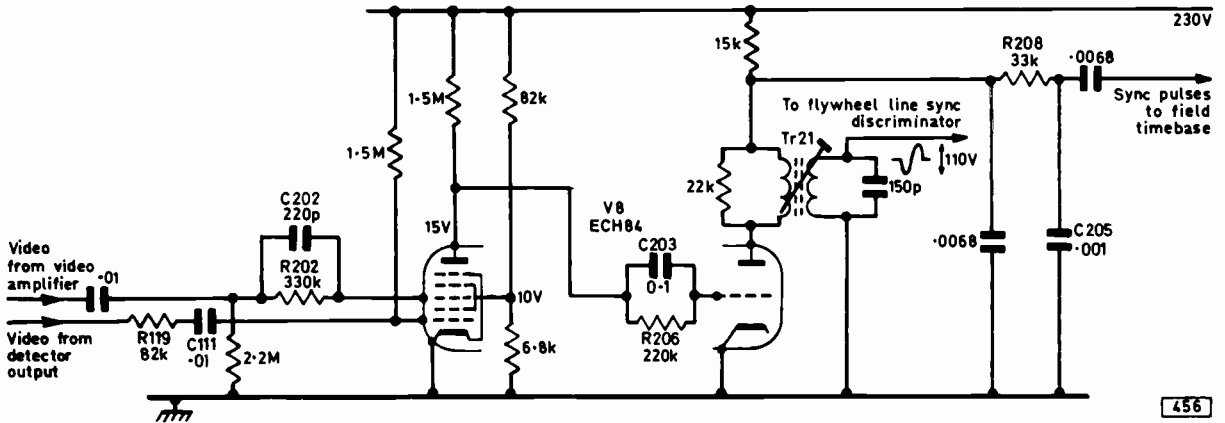 230V
15k
R208
33k
·0068
Sync pulses
to field
timebase
1·5M
82k
1·5M
To flywheel line sync
discriminator
Tr21
110V
22k
150p
C202
220p
R202
330k
V8
ECH84
C203
0·1
15V
10V
Video
from video
amplifier
·01
Video from
detector
output
R119
82k
C111
·01
2·2M
6·8k
R206
220k
·0068
C205
·001
456